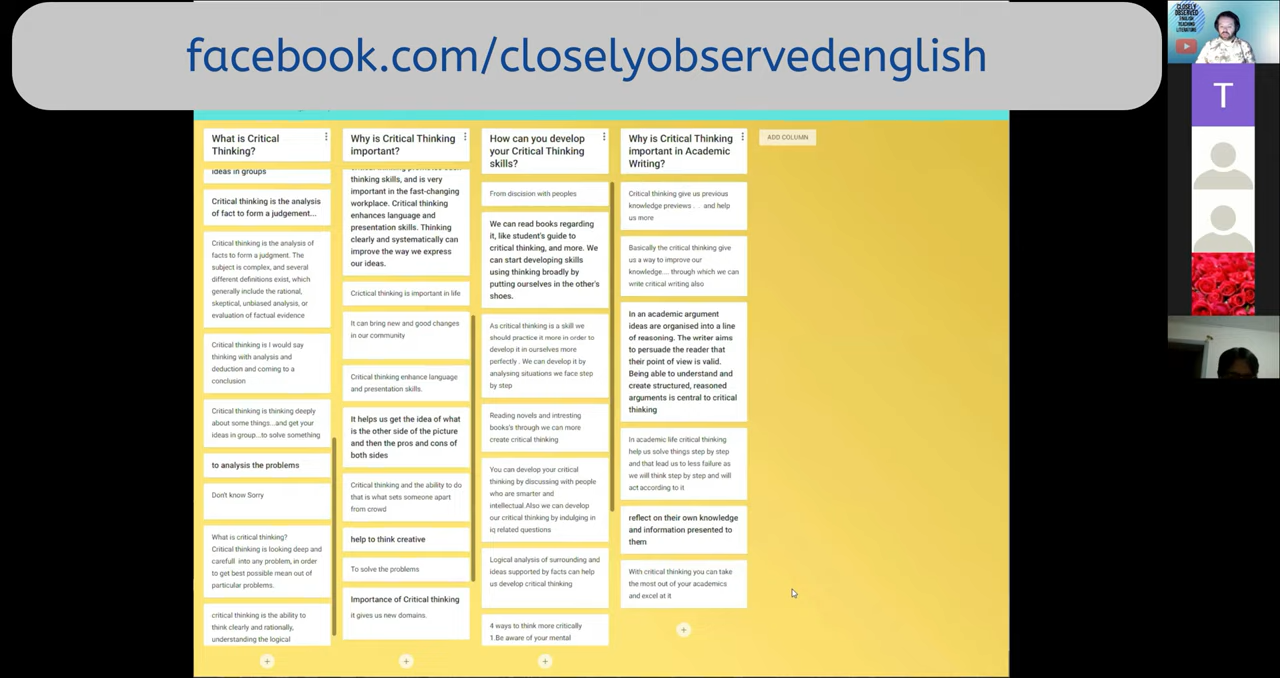 facebook.com/closelyobservedenglish
CLOSELY
OBSERVED
ENGLISH
TEACHING
LITERATURE
T
What is Critical
Thinking?
ideas in groups
Critical thinking is the analysis
of fact to form a judgement...
Critical thinking is the analysis of
facts to form a judgment. The
subject is complex, and several
different definitions exist, which
generally include the rational,
skeptical, unbiased analysis, or
evaluation of factual evidence
Critical thinking is I would say
thinking with analysis and
deduction and coming to a
conclusion
Critical thinking is thinking deeply
about some things...and get your
ideas in group...to solve something
to analysis the problems
Don't know Sorry
What is critical thinking?
Critical thinking is looking deep and
carefull into any problem, in order
to get best possible mean out of
particular problems.
critical thinking is the ability to
think clearly and rationally,
understanding the logical
Why is Critical Thinking
important?
thinking skills, and is very
important in the fast-changing
workplace. Critical thinking
enhances language and
presentation skills. Thinking
clearly and systematically can
improve the way we express
our ideas.
Crictical thinking is important in life
It can bring new and good changes
in our community
Critical thinking enhance language
and presentation skills.
It helps us get the idea of what
is the other side of the picture
and then the pros and cons of
both sides
Critical thinking and the ability to do
that is what sets someone apart
from crowd
help to think creative
To solve the problems
Importance of Critical thinking
it gives us new domains.
How can you develop
your Critical Thinking
skills?
From discision with peoples
We can read books regarding
it, like student's guide to
critical thinking, and more. We
can start developing skills
using thinking broadly by
putting ourselves in the other's
shoes.
As critical thinking is a skill we
should practice it more in order to
develop it in ourselves more
perfectly . We can develop it by
analysing situations we face step
by step
Reading novels and intresting
books's through we can more
create critical thinking
You can develop your critical
thinking by discussing with people
who are smarter and
intellectual.Also we can develop
our critical thinking by indulging in
iq related questions
Logical analysis of surrounding and
ideas supported by facts can help
us develop critical thinking
4 ways to think more critically
1.Be aware of your mental
Why is Critical Thinking
important in Academic
Writing?
Critical thinking give us previous
knowledge previews . . and help
us more
Basically the critical thinking give
us a way to improve our
knowledge.... through which we can
write critical writing also
In an academic argument
ideas are organised into a line
of reasoning. The writer aims
to persuade the reader that
their point of view is valid.
Being able to understand and
create structured, reasoned
arguments is central to critical
thinking
In academic life critical thinking
help us solve things step by step
and that lead us to less failure as
we will think step by step and will
act according to it
reflect on their own knowledge
and information presented to
them
With critical thinking you can take
the most out of your academics
and excel at it
ADD COLUMN